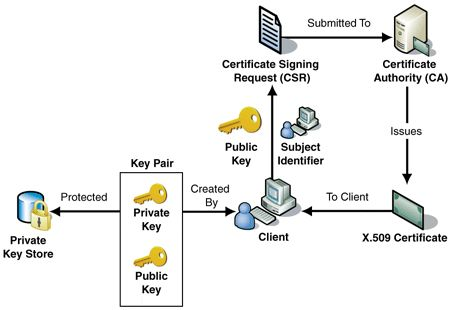 Submitted To
Certificate Signing
Request (CSR)
Certificate
Authority (CA)
Public
Key
Subject
Identifier
Issues
Key Pair
Protected
Private
Key
Created
By
To Client
Private
Key Store
Client
X.509 Certificate
Public
Key